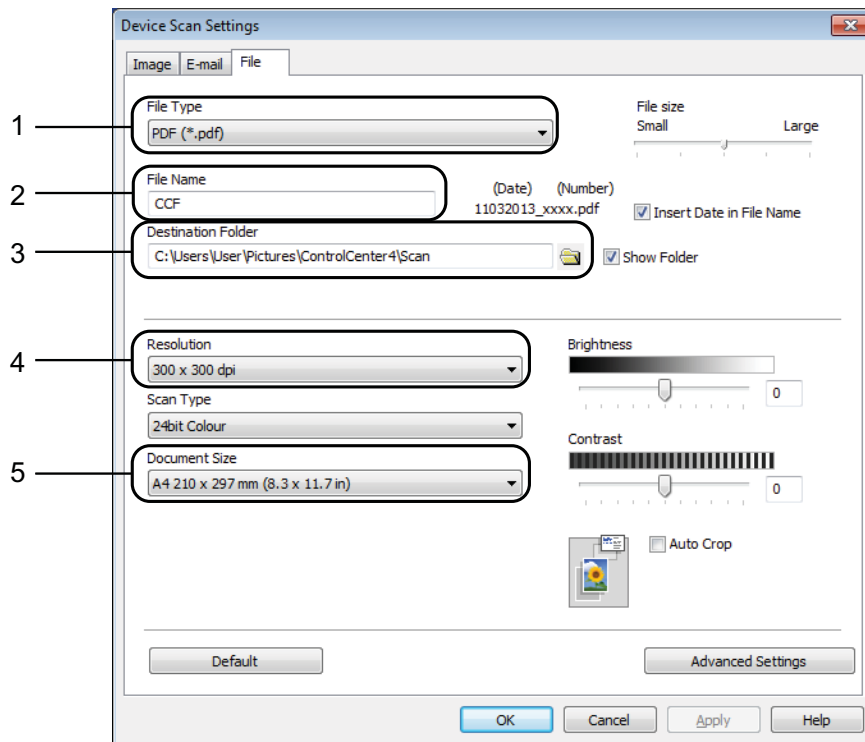 Device Scan Settings
Image E-mail File
1
File Type
PDF (*.pdf)
File size
Small Large
2
File Name
CCF
(Date) (Number)
11032013_xxxx.pdf
Insert Date in File Name
3
Destination Folder
C:\Users\User\Pictures\ControlCenter4\Scan
Show Folder
4
Resolution
300 x 300 dpi
Brightness
0
Scan Type
24bit Colour
Contrast
0
5
Document Size
A4 210 x 297 mm (8.3 x 11.7 in)
Auto Crop
Default Advanced Settings
OK Cancel Apply Help